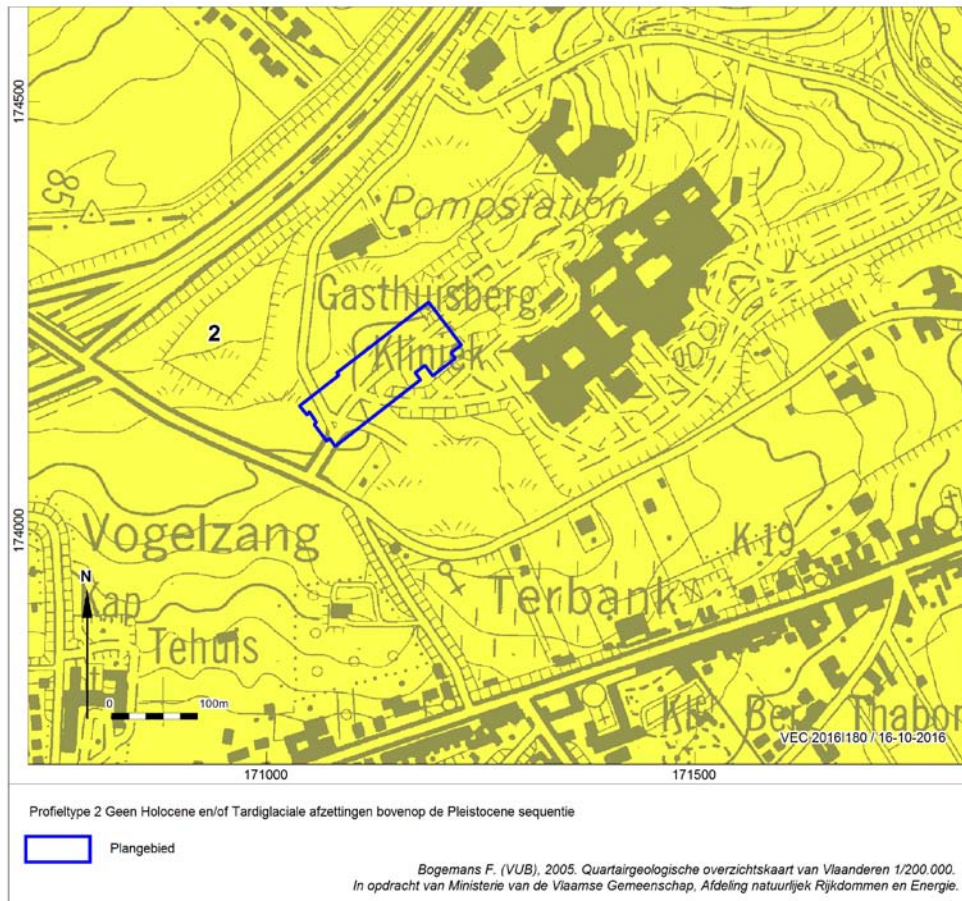 174500
85
Pompstation
Gasthuisberg
Kliniek
2
174000
Vogelzang
K 19
N
Kap
Terbank
Tehuis
0 100m
Kl. Ber Thabor
VEC 2016I180 / 16-10-2016
171000 171500
Profieltype 2 Geen Holocene en/of Tardiglaciale afzettingen bovenop de Pleistocene sequentie
Plangebied
Bogemans F. (VUB), 2005. Quartairgeologische overzichtskaart van Vlaanderen 1/200.000.
In opdracht van Ministerie van de Vlaamse Gemeenschap, Afdeling natuurlijek Rijkdommen en Energie.